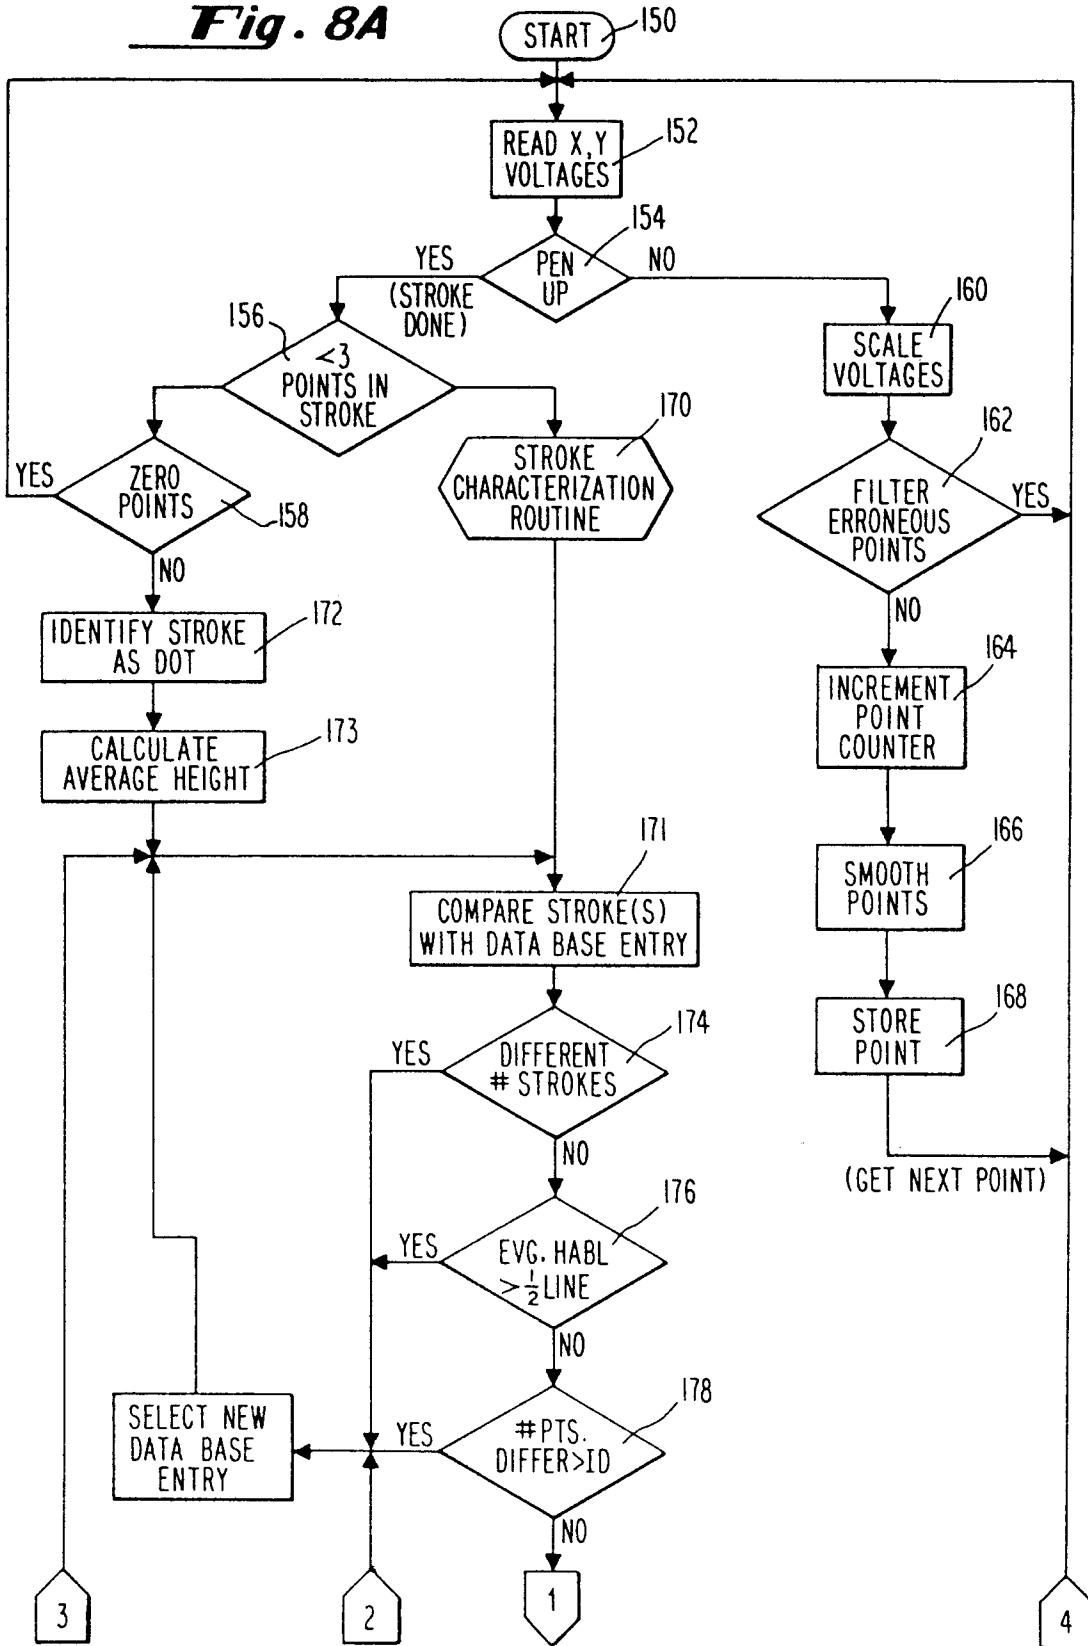 Fig. 8A
START
150
READ X,Y
VOLTAGES
152
PEN
UP
154
YES
(STROKE
DONE)
NO
<3
POINTS IN
STROKE
156
SCALE
VOLTAGES
160
ZERO
POINTS
158
YES
NO
STROKE
CHARACTERIZATION
ROUTINE
170
FILTER
ERRONEOUS
POINTS
162
YES
NO
IDENTIFY STROKE
AS DOT
172
INCREMENT
POINT
COUNTER
164
CALCULATE
AVERAGE HEIGHT
173
SMOOTH
POINTS
166
COMPARE STROKE(S)
WITH DATA BASE ENTRY
171
STORE
POINT
168
(GET NEXT POINT)
DIFFERENT
# STROKES
174
YES
NO
EVG. HABL
>½ LINE
176
YES
NO
#PTS.
DIFFER>ID
178
YES
NO
SELECT NEW
DATA BASE
ENTRY
3
2
1
4